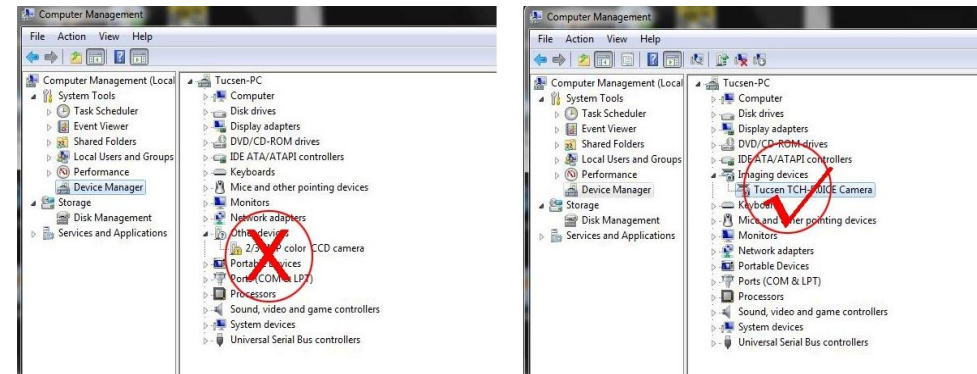 Computer Management
File Action View Help
Computer Management (Local
System Tools
Task Scheduler
Event Viewer
Shared Folders
Local Users and Groups
Performance
Device Manager
Storage
Disk Management
Services and Applications
Tucsen-PC
Computer
Disk drives
Display adapters
DVD/CD-ROM drives
IDE ATA/ATAPI controllers
Keyboards
Mice and other pointing devices
Monitors
Network adapters
Other devices
color CCD camera
Portable Devices
Ports (COM & LPT)
Processors
Sound, video and game controllers
System devices
Universal Serial Bus controllers
Computer Management
File Action View Help
Computer Management (Local
System Tools
Task Scheduler
Event Viewer
Shared Folders
Local Users and Groups
Performance
Device Manager
Storage
Disk Management
Services and Applications
Tucsen-PC
Computer
Disk drives
Display adapters
DVD/CD-ROM drives
IDE ATA/ATAPI controllers
Imaging devices
Tucsen Camera
Keyboards
Mice and other pointing devices
Monitors
Network adapters
Portable Devices
Ports (COM & LPT)
Processors
Sound, video and game controllers
System devices
Universal Serial Bus controllers